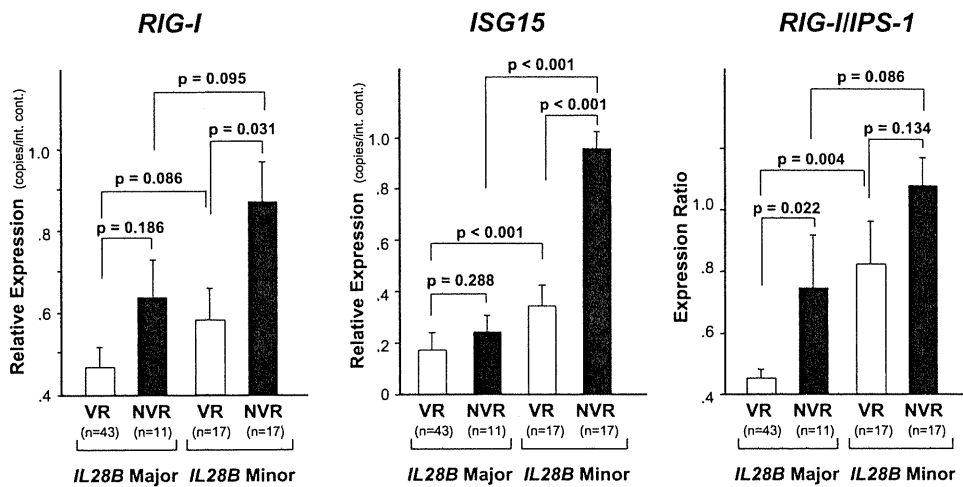 RIG-I
Relative Expression (copies/int. cont.)
1.0
.8
.6
.4
p = 0.095
p = 0.031
p = 0.086
p = 0.186
VR NVR VR NVR
(n=43) (n=11) (n=17) (n=17)
IL28B Major IL28B Minor
ISG15
Relative Expression (copies/int. cont.)
1.0
.8
.6
.4
.2
0
p < 0.001
p < 0.001
p < 0.001
p = 0.288
VR NVR VR NVR
(n=43) (n=11) (n=17) (n=17)
IL28B Major IL28B Minor
RIG-I/IPS-1
Expression Ratio
1.0
.8
.6
.4
p = 0.086
p = 0.134
p = 0.004
p = 0.022
VR NVR VR NVR
(n=43) (n=11) (n=17) (n=17)
IL28B Major IL28B Minor